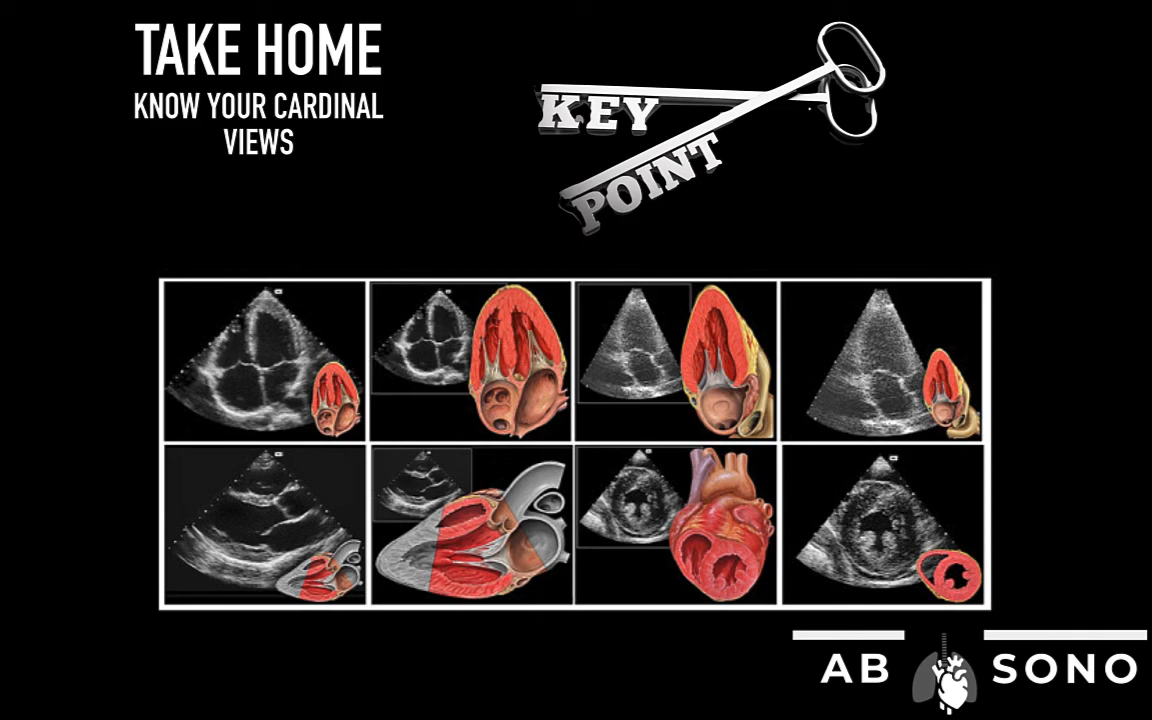 TAKE HOME
KNOW YOUR CARDINAL
VIEWS
KEY
POINT
AB SONO